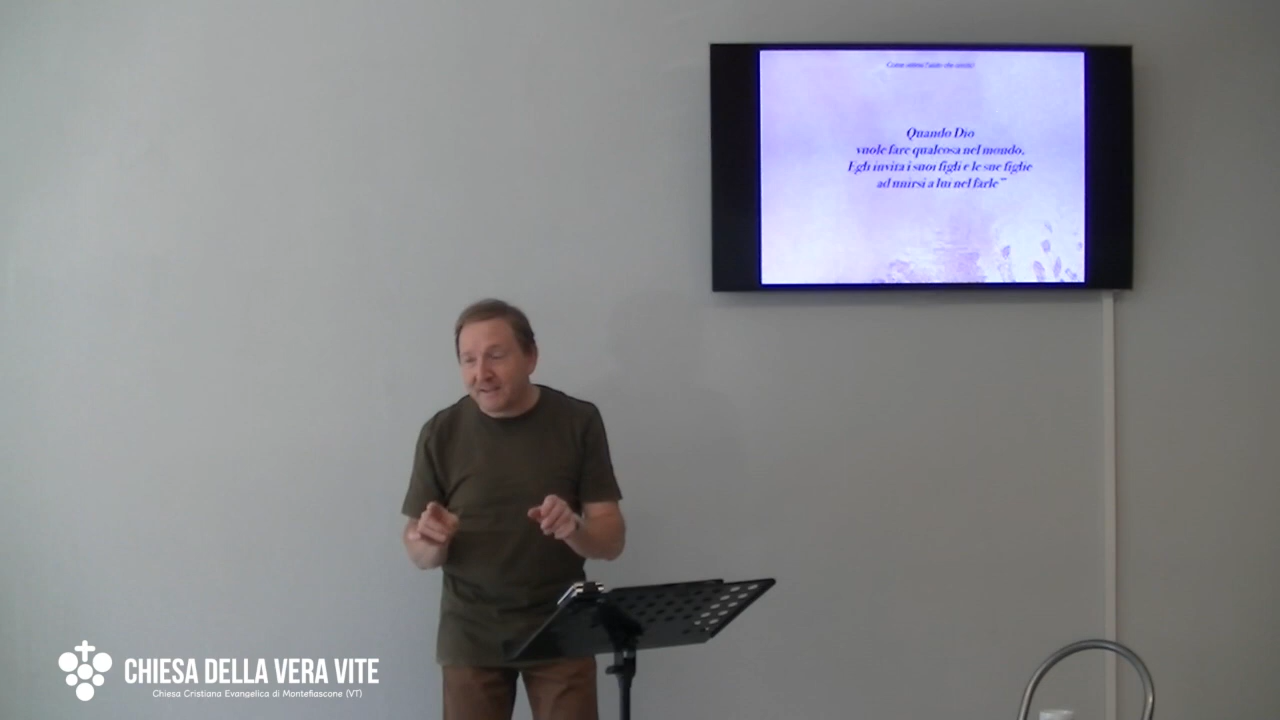 Quando Dio
vuole fare qualcosa nel mondo,
Egli invita i suoi figli e le sue figlie
ad unirsi a lui nel farle”
CHIESA DELLA VERA VITE
Chiesa Cristiana Evangelica di Montefiascone (VT)